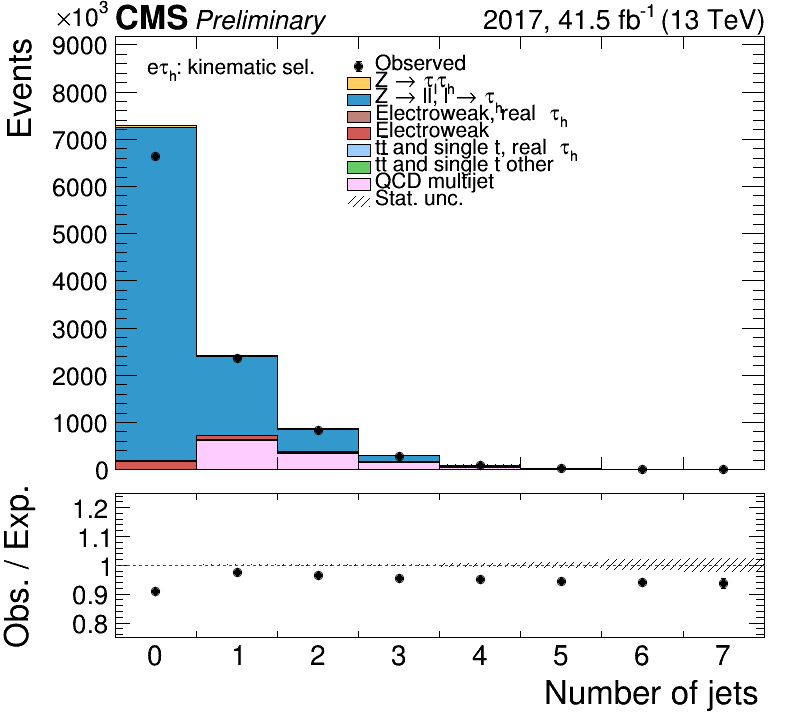 ×10³ CMS Preliminary 2017, 41.5 fb⁻¹ (13 TeV)
Events
9000
8000
7000
6000
5000
4000
3000
2000
1000
0
eτh: kinematic sel.
Observed
Z → τlτh
Z → ll, l → τh
Electroweak, real τh
Electroweak
tt̄ and single t, real τh
tt̄ and single t other
QCD multijet
Stat. unc.
Obs. / Exp.
1.2
1.1
1
0.9
0.8
0 1 2 3 4 5 6 7
Number of jets